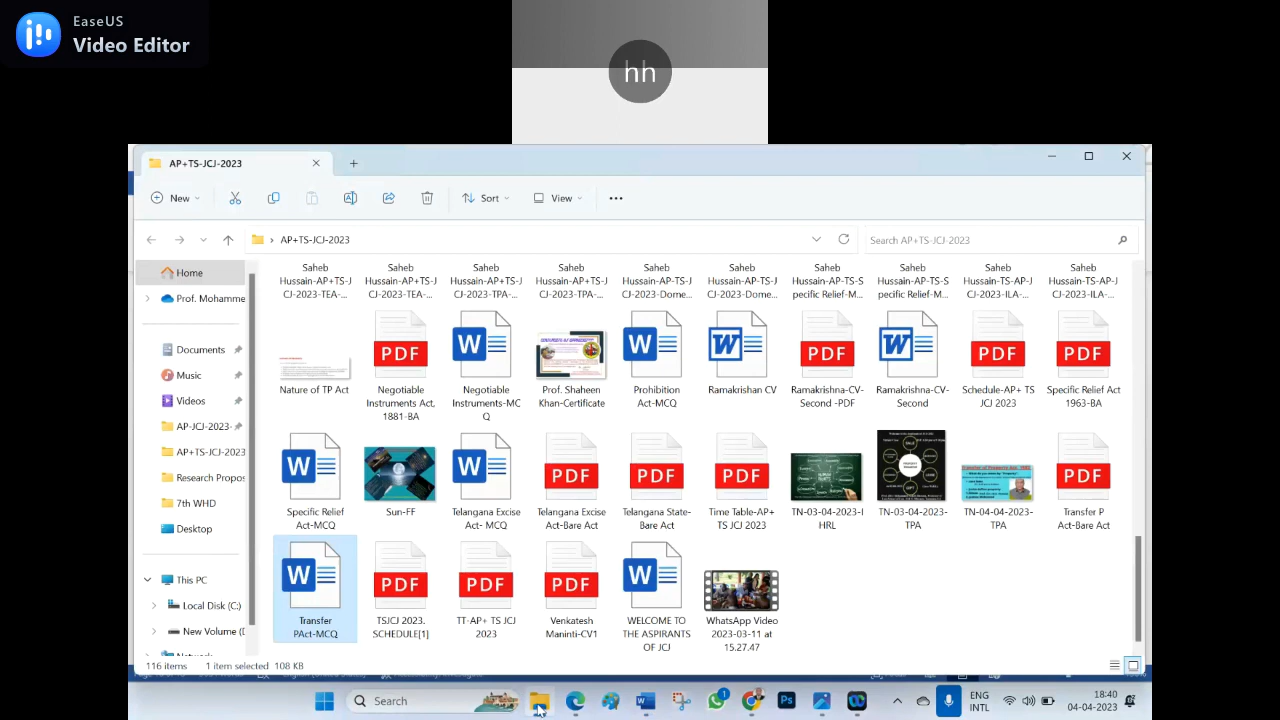 EaseUS
Video Editor
hh
AP+TS-JCJ-2023
New
Sort
View
AP+TS-JCJ-2023
Search AP+TS-JCJ-2023
Home
Prof. Mohamme
Documents
Music
Videos
AP-JCJ-2023-
AP+TS-JCJ-2023
Research Propos
7th WHD
Desktop
This PC
Local Disk (C:)
New Volume (D
Saheb
Hussain-AP+TS-J
CJ-2023-TEA-...
Saheb
Hussain-AP+TS-J
CJ-2023-TEA-...
Saheb
Hussain-AP+TS-J
CJ-2023-TPA-...
Saheb
Hussain-AP+TS-J
CJ-2023-TPA-...
Saheb
Hussain-AP-TS-J
CJ-2023-Dome...
Saheb
Hussain-AP-TS-J
CJ-2023-Dome...
Saheb
Hussain-AP-TS-S
pecific Relief-M...
Saheb
Hussain-AP-TS-S
pecific Relief-M...
Saheb
Hussain-TS-AP-J
CJ-2023-ILA-...
Saheb
Hussain-TS-AP-J
CJ-2023-ILA-...
Nature of TP Act
PDF
Negotiable
Instruments Act,
1881-BA
W
Negotiable
Instruments-MC
Q
Prof. Shaheen
Khan-Certificate
W
Prohibition
Act-MCQ
W
Ramakrishan CV
PDF
Ramakrishna-CV-
Second -PDF
W
Ramakrishna-CV-
Second
PDF
Schedule-AP+ TS
JCJ 2023
PDF
Specific Relief Act
1963-BA
W
Specific Relief
Act-MCQ
Sun-FF
W
Telangana Excise
Act- MCQ
PDF
Telangana Excise
Act-Bare Act
PDF
Telangana State-
Bare Act
PDF
Time Table-AP+
TS JCJ 2023
TN-03-04-2023-I
HRL
TN-03-04-2023-
TPA
TN-04-04-2023-
TPA
PDF
Transfer P
Act-Bare Act
W
Transfer
PAct-MCQ
PDF
TSJCJ 2023.
SCHEDULE[1]
PDF
TT-AP+ TS JCJ
2023
PDF
Venkatesh
Maninti-CV1
W
WELCOME TO
THE ASPIRANTS
OF JCJ
WhatsApp Video
2023-03-11 at
15.27.47
116 items
1 item selected 108 KB
Search
W
1
Ps
ENG
INTL
18:40
04-04-2023